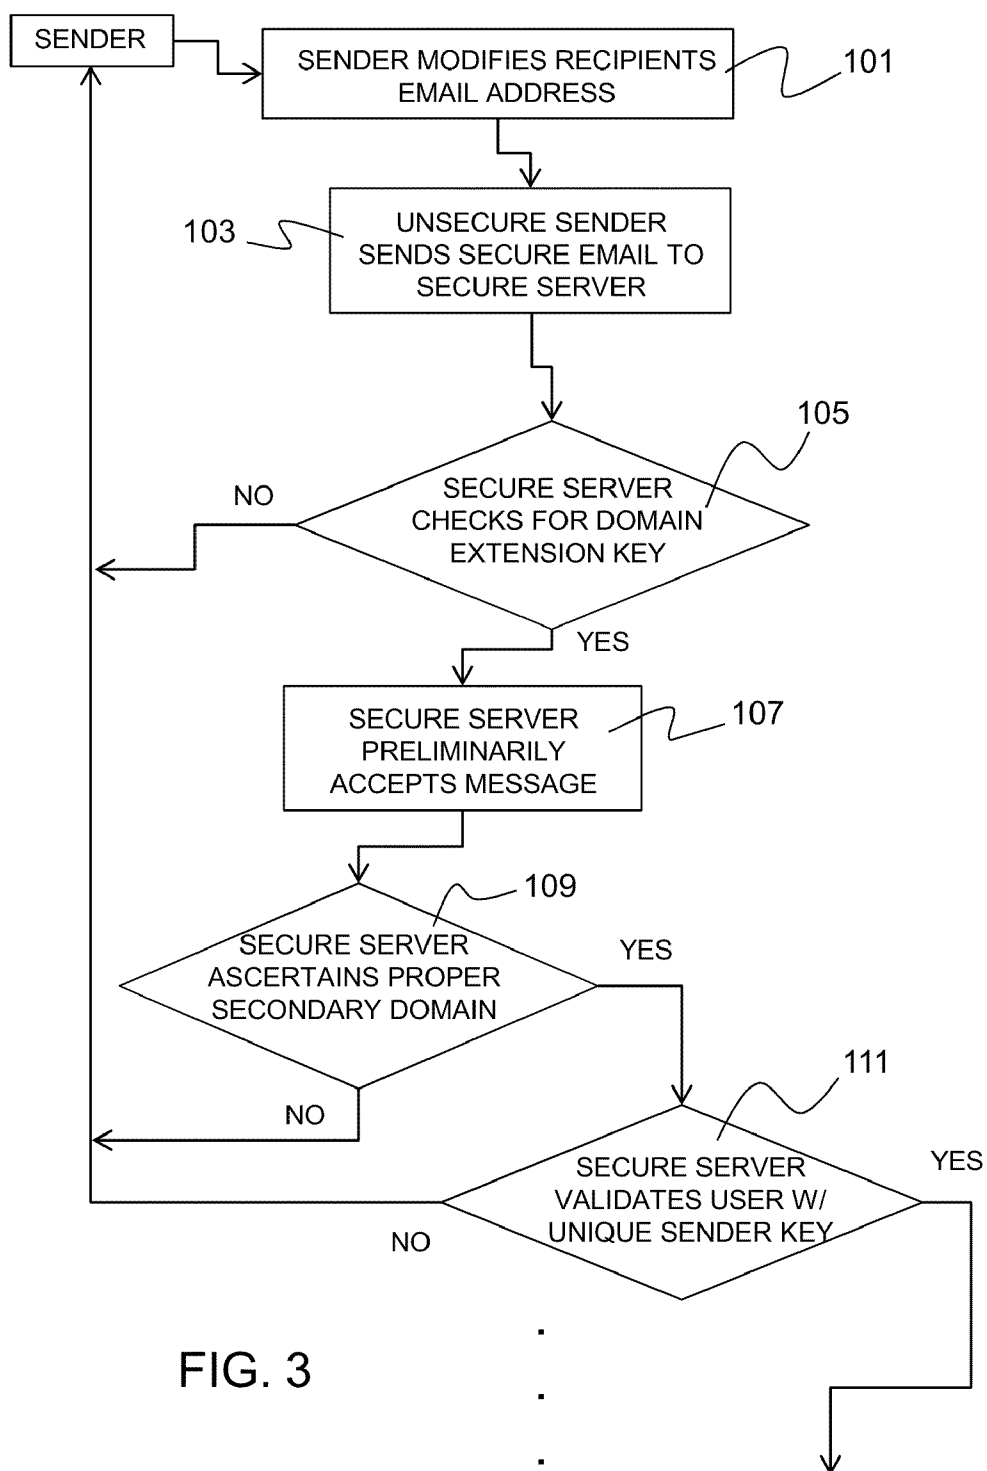 SENDER
SENDER MODIFIES RECIPIENTS
EMAIL ADDRESS
101
UNSECURE SENDER
SENDS SECURE EMAIL TO
SECURE SERVER
103
105
SECURE SERVER
CHECKS FOR DOMAIN
EXTENSION KEY
NO
YES
SECURE SERVER
PRELIMINARILY
ACCEPTS MESSAGE
107
109
SECURE SERVER
ASCERTAINS PROPER
SECONDARY DOMAIN
YES
NO
111
SECURE SERVER
VALIDATES USER W/
UNIQUE SENDER KEY
YES
NO
FIG. 3